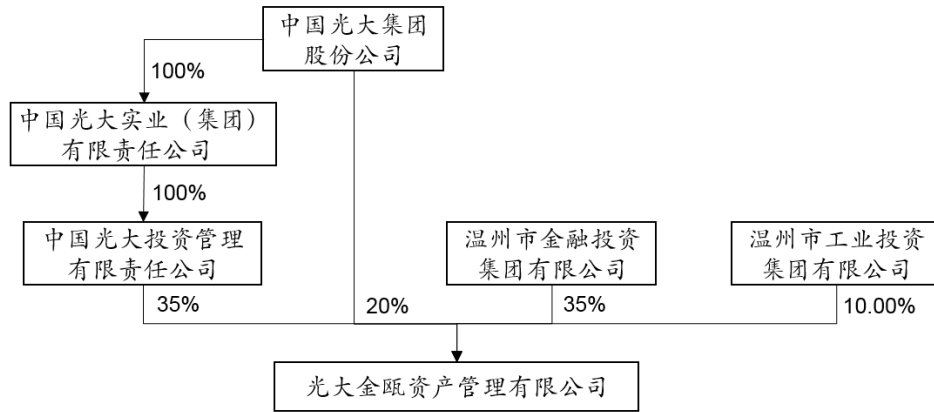 中国光大集团
股份公司
100%
中国光大实业（集团）
有限责任公司
100%
中国光大投资管理
有限责任公司
温州市金融投资
集团有限公司
温州市工业投资
集团有限公司
35%
20%
35%
10.00%
光大金瓯资产管理有限公司